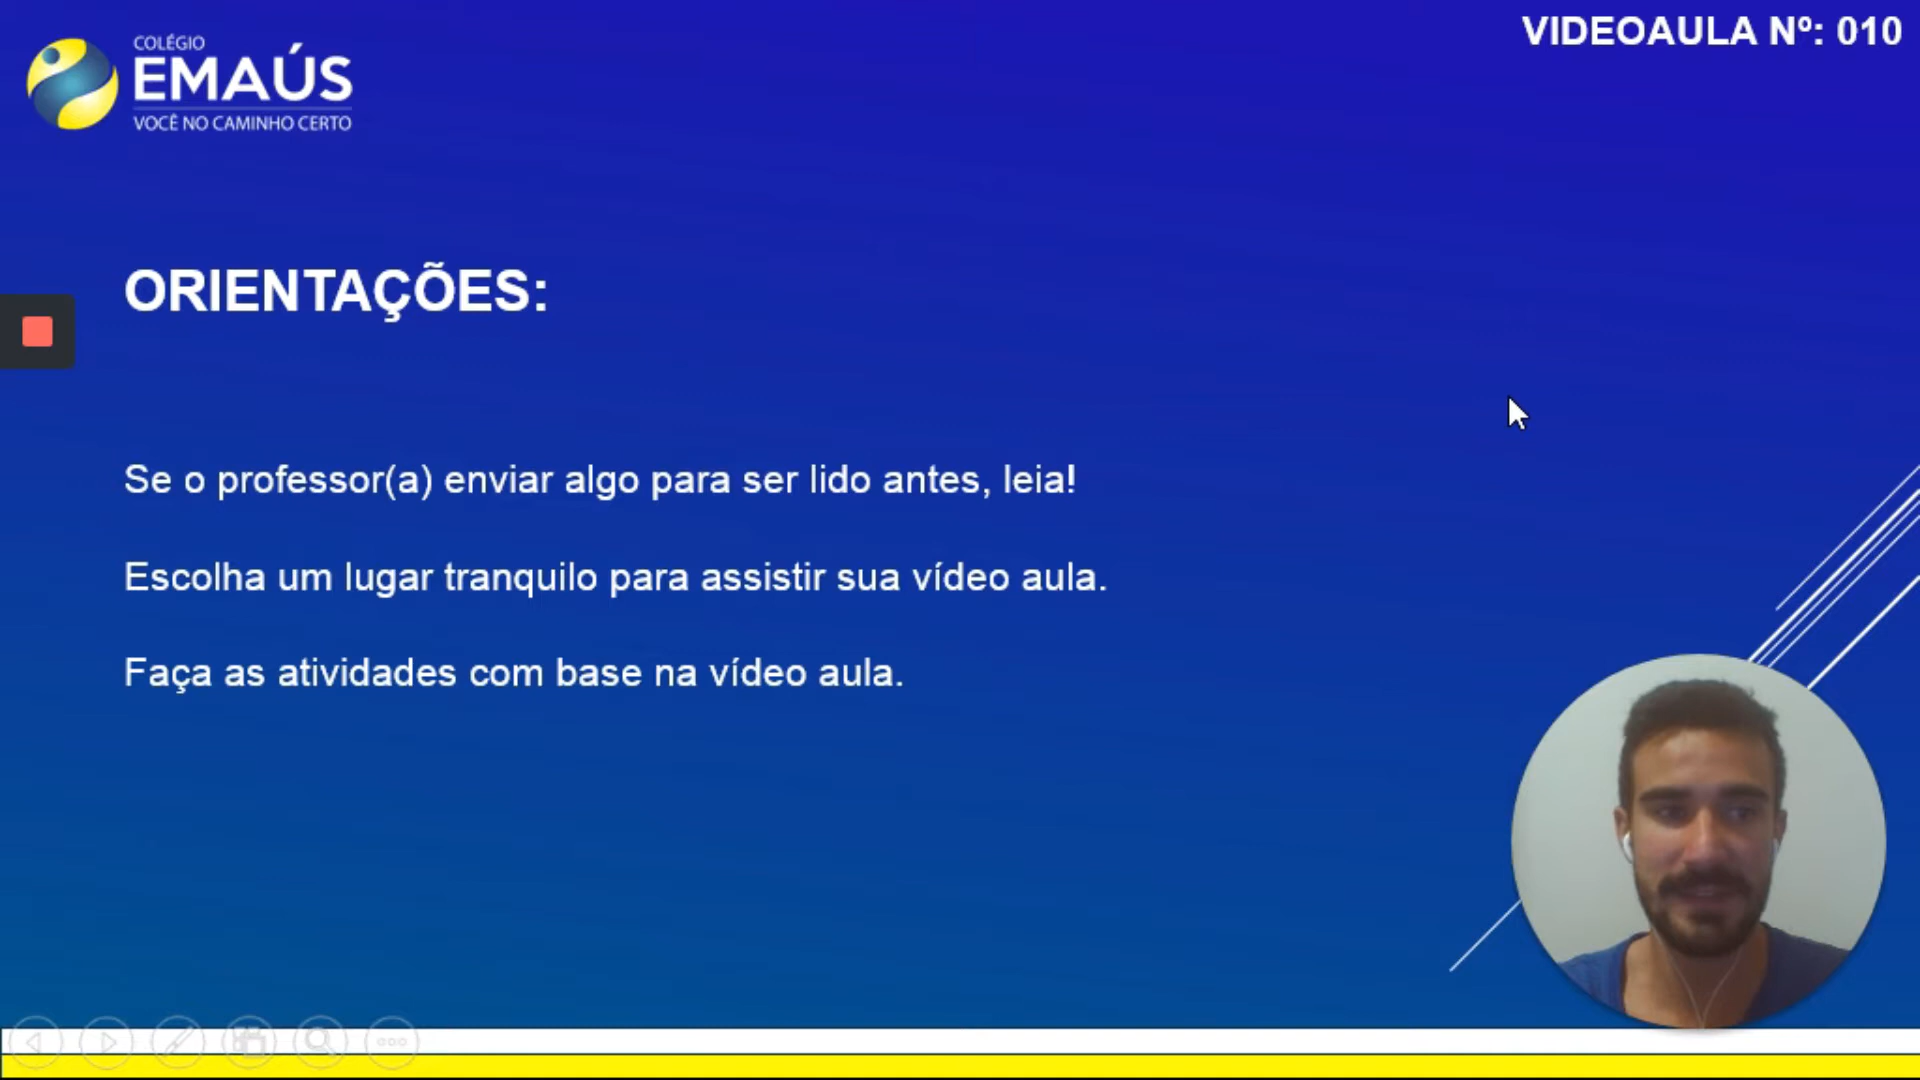 COLÉGIO
EMAÚS
VOCÊ NO CAMINHO CERTO
VIDEOAULA Nº: 010
ORIENTAÇÕES:
Se o professor(a) enviar algo para ser lido antes, leia!
Escolha um lugar tranquilo para assistir sua vídeo aula.
Faça as atividades com base na vídeo aula.